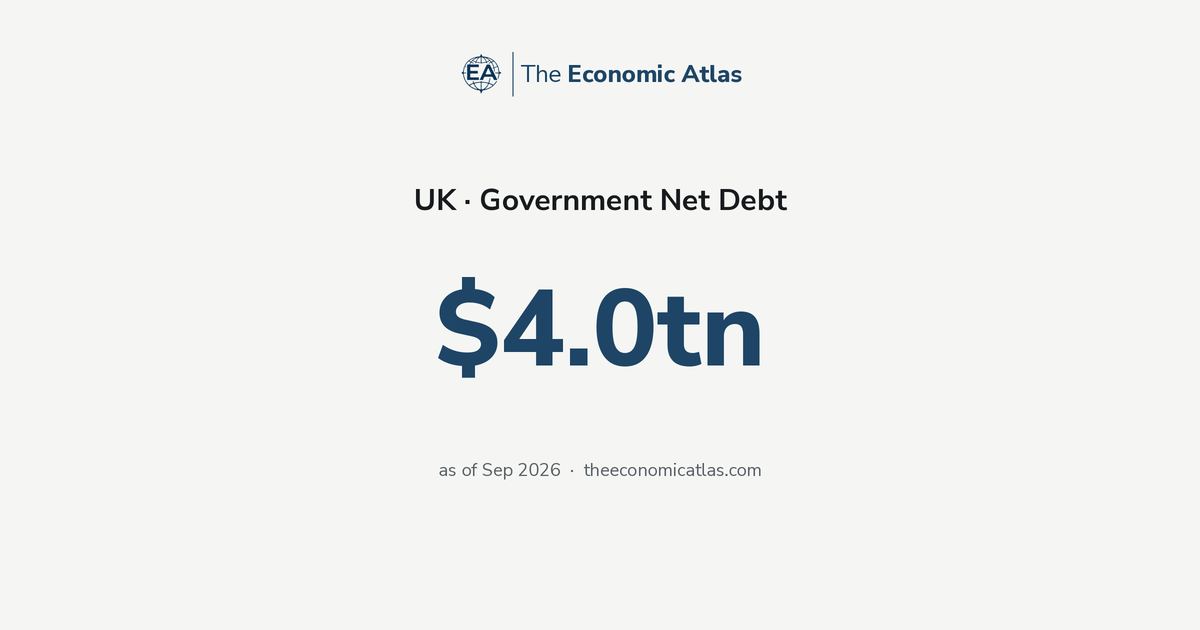 EA The Economic Atlas
UK · Government Net Debt
$4.0tn
as of Sep 2026 · theeconomicatlas.com